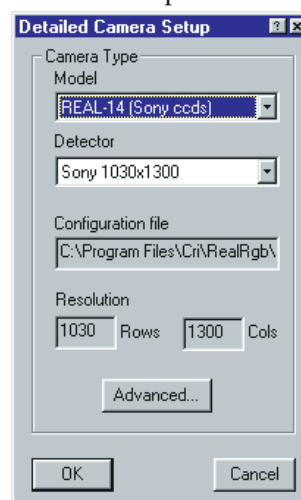 Detailed Camera Setup
Camera Type
Model
REAL-14 (Sony ccds)
Detector
Sony 1030x1300
Configuration file
C:\Program Files\Cri\RealRgb\
Resolution
1030 Rows 1300 Cols
Advanced...
OK Cancel